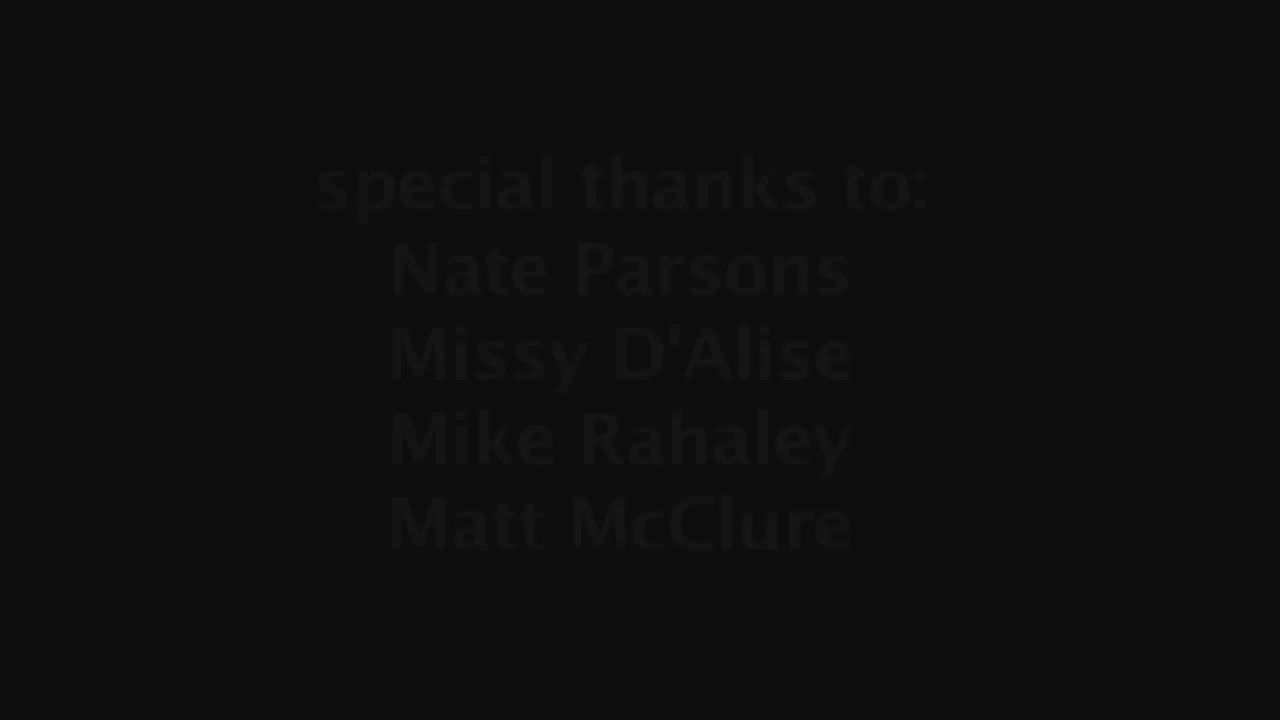 special thanks to:
Nate Parsons
Missy D'Alise
Mike Rahaley
Matt McClure